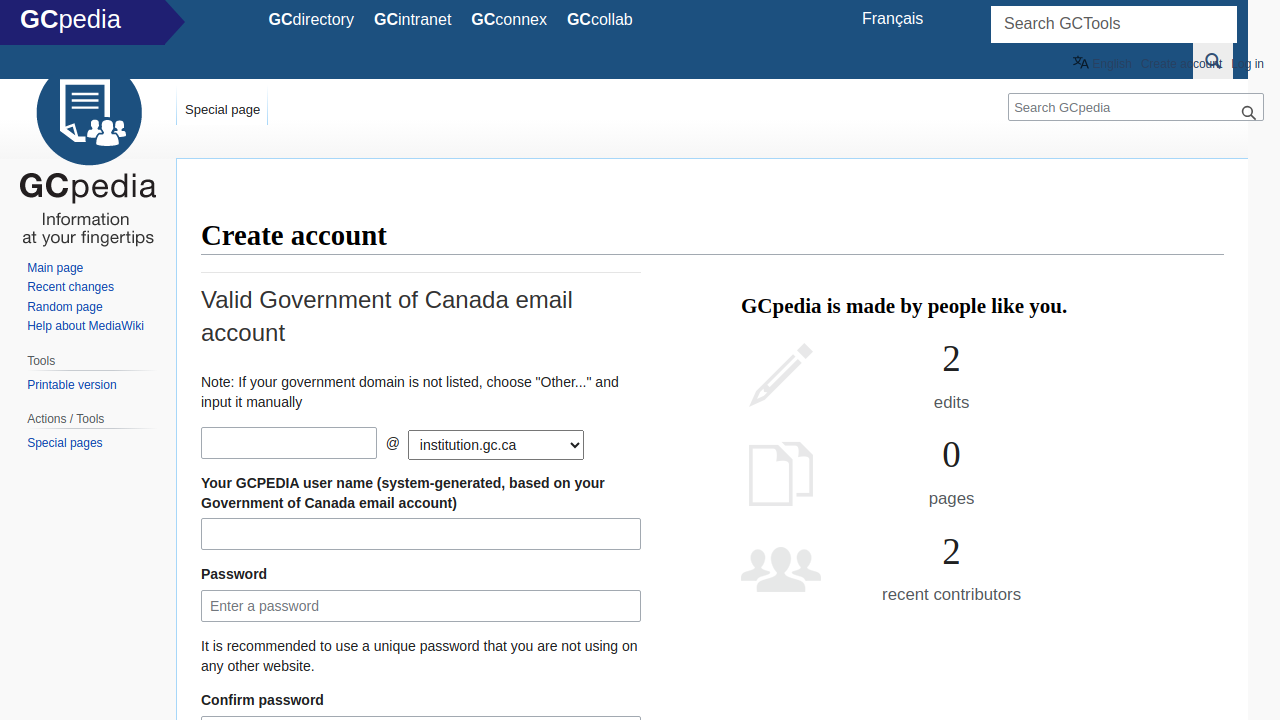 GCpedia
GCdirectory GCintranet GCconnex GCcollab
Français
Search GCTools
English Create account Log in
Special page
Search GCpedia
GCpedia
Information
at your fingertips
Main page
Recent changes
Random page
Help about MediaWiki
Tools
Printable version
Actions / Tools
Special pages
Create account
Valid Government of Canada email
account
Note: If your government domain is not listed, choose "Other..." and
input it manually
@ institution.gc.ca
Your GCPEDIA user name (system-generated, based on your
Government of Canada email account)
Password
Enter a password
It is recommended to use a unique password that you are not using on
any other website.
Confirm password
GCpedia is made by people like you.
2
edits
0
pages
2
recent contributors